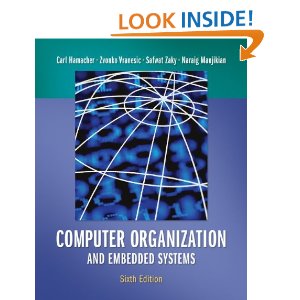 LOOK INSIDE!
Carl Hamacher · Zvonko Vranesic · Safwat Zaky · Naraig Manjikian
COMPUTER ORGANIZATION
AND EMBEDDED SYSTEMS
Sixth Edition